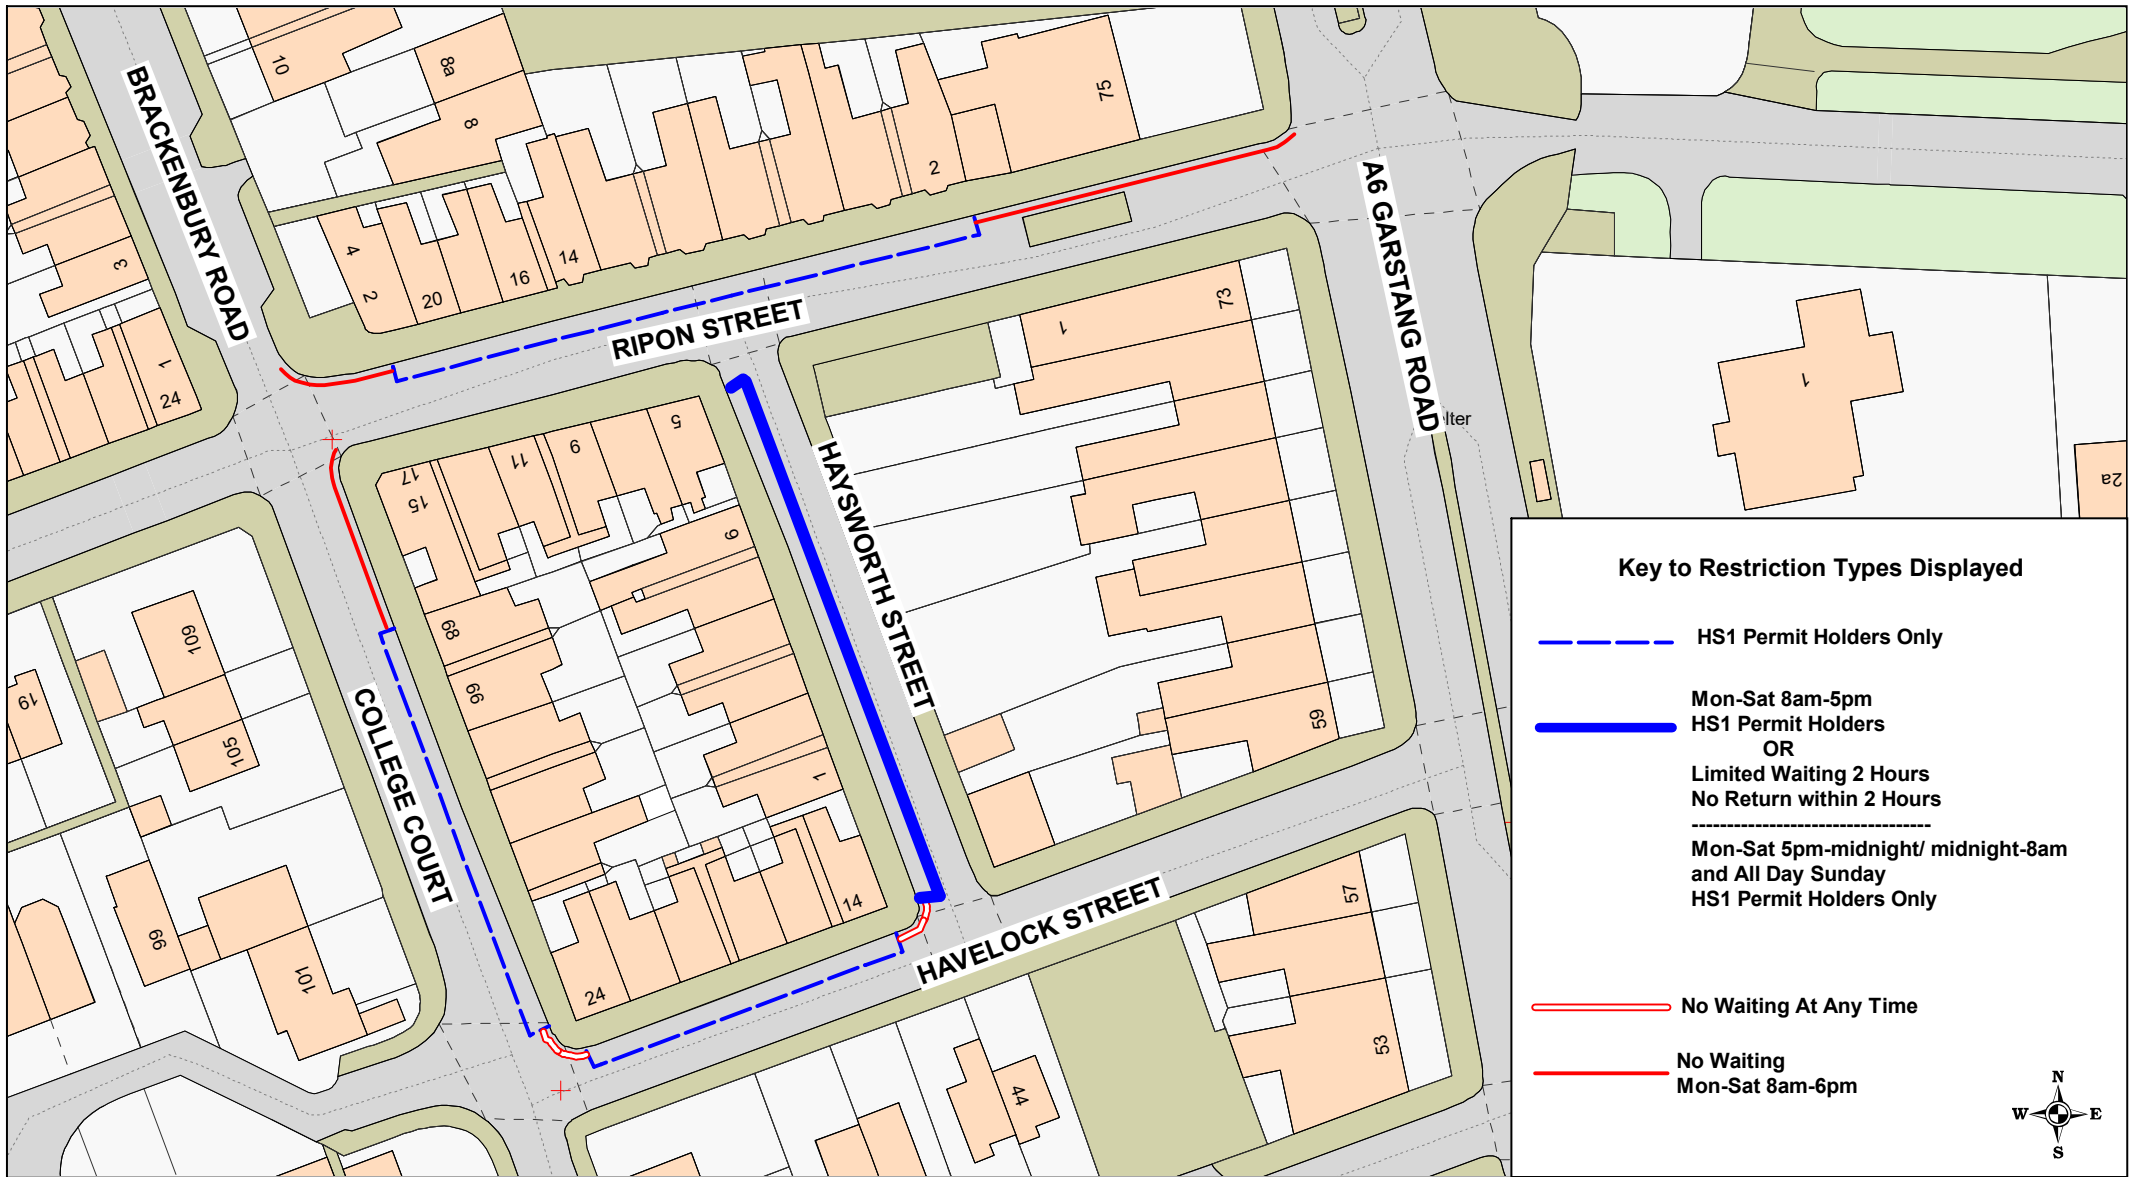 10
8a
8
75
2
BRACKENBURY ROAD
A6 GARSTANG ROAD
4
2
20
16
14
3
1
24
RIPON STREET
73
1
1
lter
2a
17
15
11
9
5
9
HAYSWORTH STREET
68
66
109
105
19
COLLEGE COURT
1
14
24
59
99
101
HAVELOCK STREET
57
53
44
Key to Restriction Types Displayed
HS1 Permit Holders Only
Mon-Sat 8am-5pm
HS1 Permit Holders
OR
Limited Waiting 2 Hours
No Return within 2 Hours
----------------------------------
Mon-Sat 5pm-midnight/ midnight-8am
and All Day Sunday
HS1 Permit Holders Only
No Waiting At Any Time
No Waiting
Mon-Sat 8am-6pm
N
W E
S